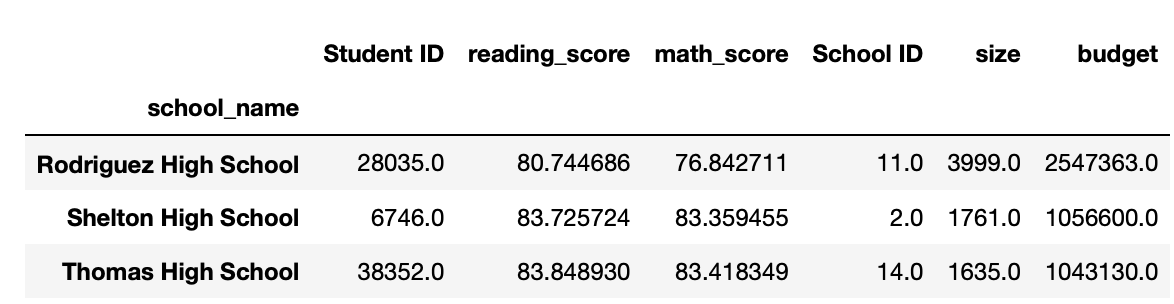 Student ID reading_score math_score School ID size budget
school_name
Rodriguez High School 28035.0 80.744686 76.842711 11.0 3999.0 2547363.0
Shelton High School 6746.0 83.725724 83.359455 2.0 1761.0 1056600.0
Thomas High School 38352.0 83.848930 83.418349 14.0 1635.0 1043130.0